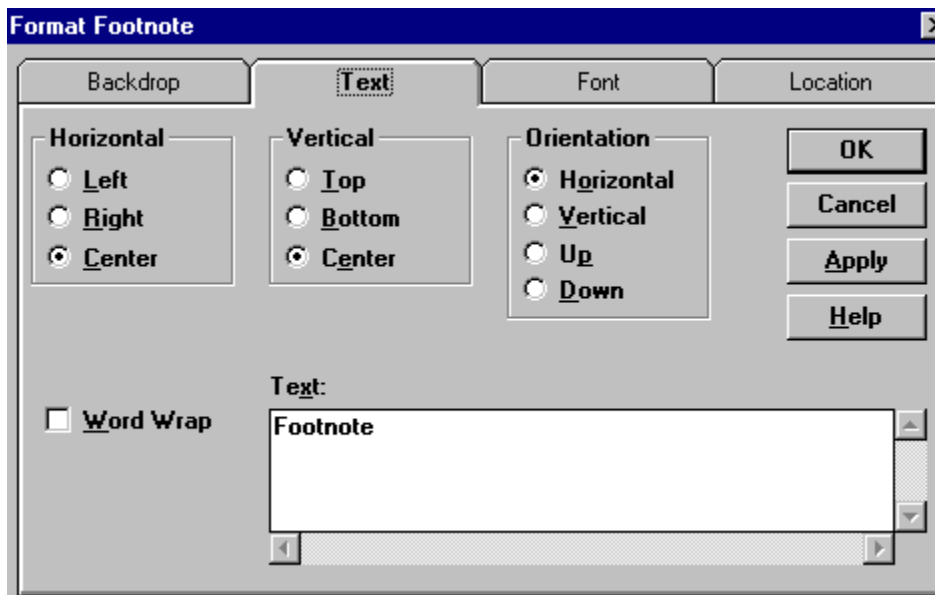 Format Footnote
Backdrop
Text
Font
Location
Horizontal
Left
Right
Center
Vertical
Top
Bottom
Center
Orientation
Horizontal
Vertical
Up
Down
OK
Cancel
Apply
Help
Word Wrap
Text:
Footnote